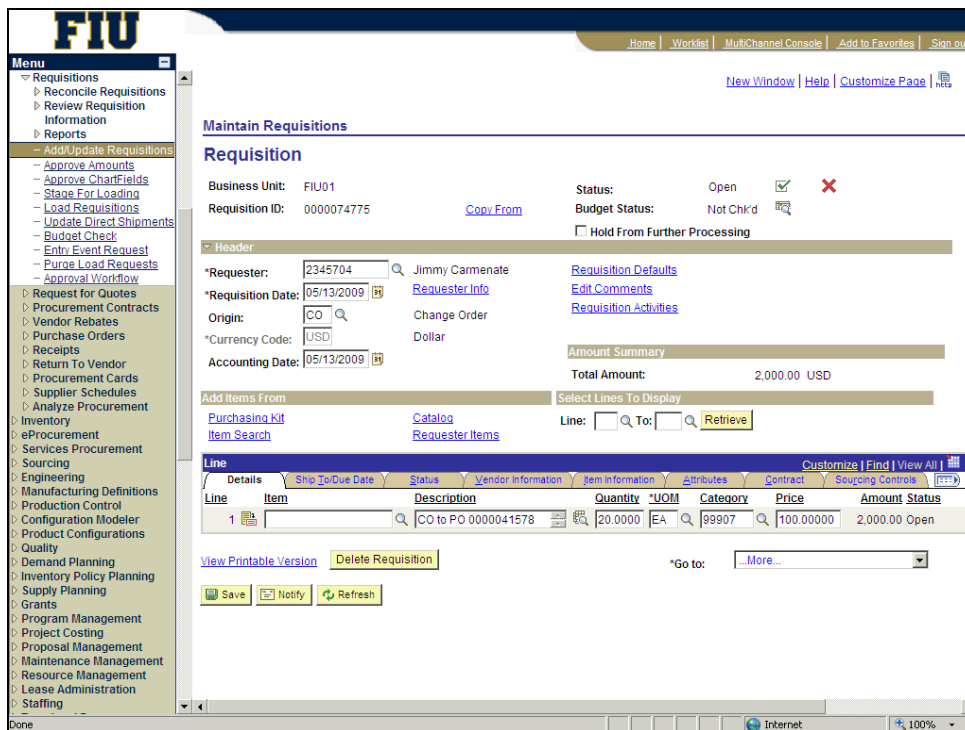 FIU
Home | Worklist | MultiChannel Console | Add to Favorites | Sign ou
Menu
Requisitions
Reconcile Requisitions
Review Requisition
Information
Reports
– Add/Update Requisitions
– Approve Amounts
– Approve ChartFields
– Stage For Loading
– Load Requisitions
– Update Direct Shipments
– Budget Check
– Entry Event Request
– Purge Load Requests
– Approval Workflow
Request for Quotes
Procurement Contracts
Vendor Rebates
Purchase Orders
Receipts
Return To Vendor
Procurement Cards
Supplier Schedules
Analyze Procurement
Inventory
eProcurement
Services Procurement
Sourcing
Engineering
Manufacturing Definitions
Production Control
Configuration Modeler
Product Configurations
Quality
Demand Planning
Inventory Policy Planning
Supply Planning
Grants
Program Management
Project Costing
Proposal Management
Maintenance Management
Resource Management
Lease Administration
Staffing
New Window | Help | Customize Page | http
Maintain Requisitions
Requisition
Business Unit: FIU01 Status: Open
Requisition ID: 0000074775 Copy From Budget Status: Not Chk'd
Hold From Further Processing
Header
*Requester: 2345704 Jimmy Carmenate Requisition Defaults
*Requisition Date: 05/13/2009 Requester Info Edit Comments
Origin: CO Change Order Requisition Activities
*Currency Code: USD Dollar
Accounting Date: 05/13/2009
Amount Summary
Total Amount: 2,000.00 USD
Add Items From Select Lines To Display
Purchasing Kit Catalog Line: To: Retrieve
Item Search Requester Items
Line Customize | Find | View All |
Details Ship To/Due Date Status Vendor Information Item Information Attributes Contract Sourcing Controls
Line Item Description Quantity *UOM Category Price Amount Status
1 CO to PO 0000041578 20.0000 EA 99907 100.00000 2,000.00 Open
View Printable Version Delete Requisition *Go to: ...More...
Save Notify Refresh
Done Internet 100%